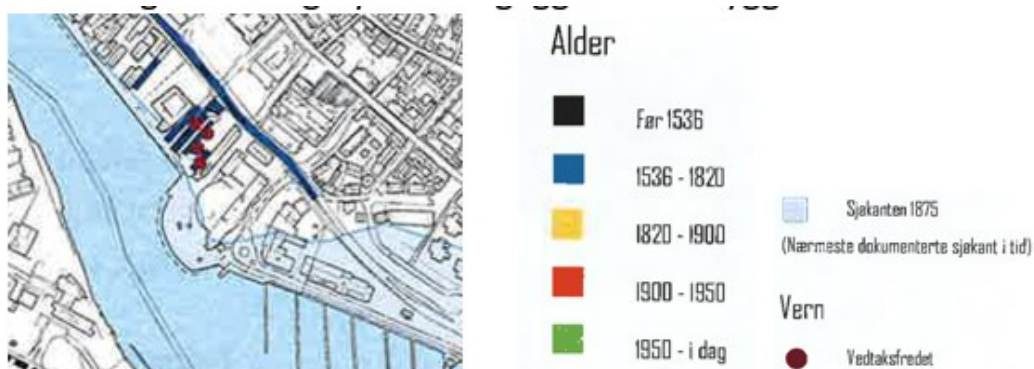 Alder
Før 1536
1536 - 1820
1820 - 1900
1900 - 1950
1950 - i dag
Sjøkanten 1875
(Nærmeste dokumenterte sjøkant i tid)
Vern
Vedtaksfredet